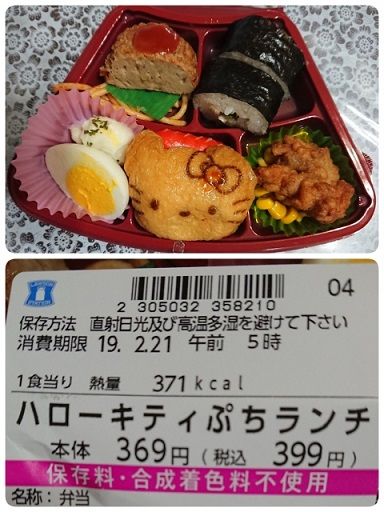 LAWSON
STATION
04
2 305032 358210
保存方法 直射日光及び高温多湿を避けて下さい
消費期限 19. 2.21 午前 5時
1食当り 熱量 371kcal
ハローキティぷちランチ
本体 369円(税込 399円)
保存料・合成着色料不使用
名称:弁当